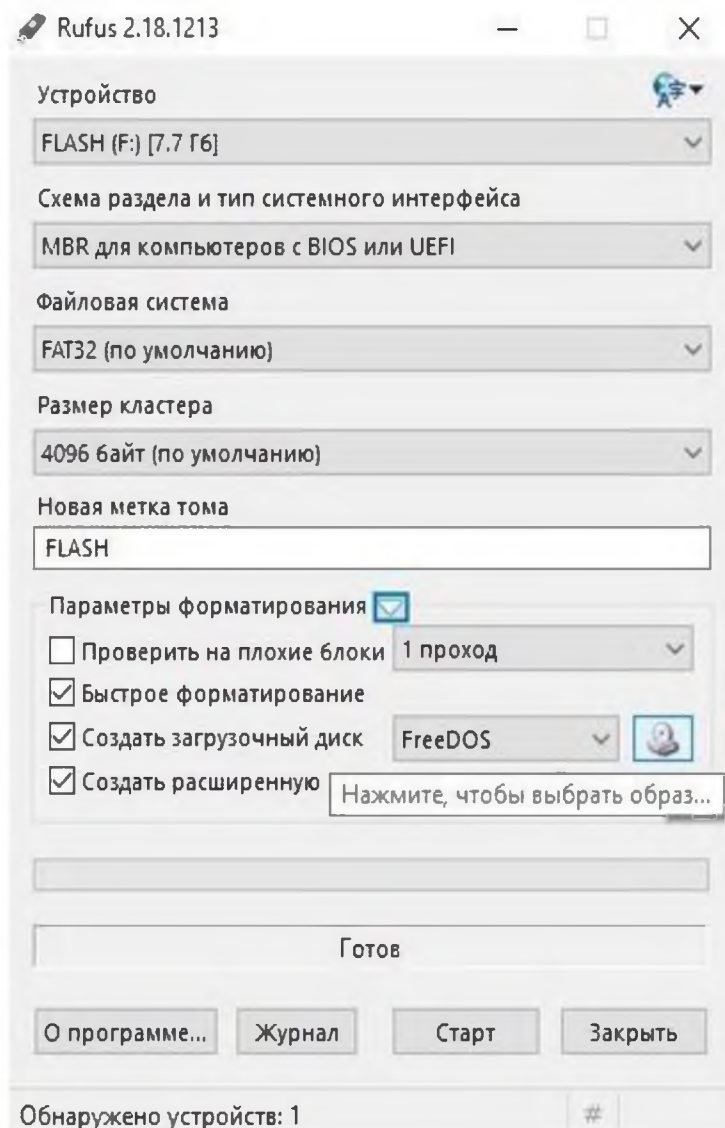 Rufus 2.18.1213
Устройство
FLASH (F:) [7.7 Гб]
Схема раздела и тип системного интерфейса
MBR для компьютеров с BIOS или UEFI
Файловая система
FAT32 (по умолчанию)
Размер кластера
4096 байт (по умолчанию)
Новая метка тома
FLASH
Параметры форматирования
Проверить на плохие блоки 1 проход
Быстрое форматирование
Создать загрузочный диск FreeDOS
Создать расширенную
Нажмите, чтобы выбрать образ...
Готов
О программе... Журнал Старт Закрыть
Обнаружено устройств: 1 #